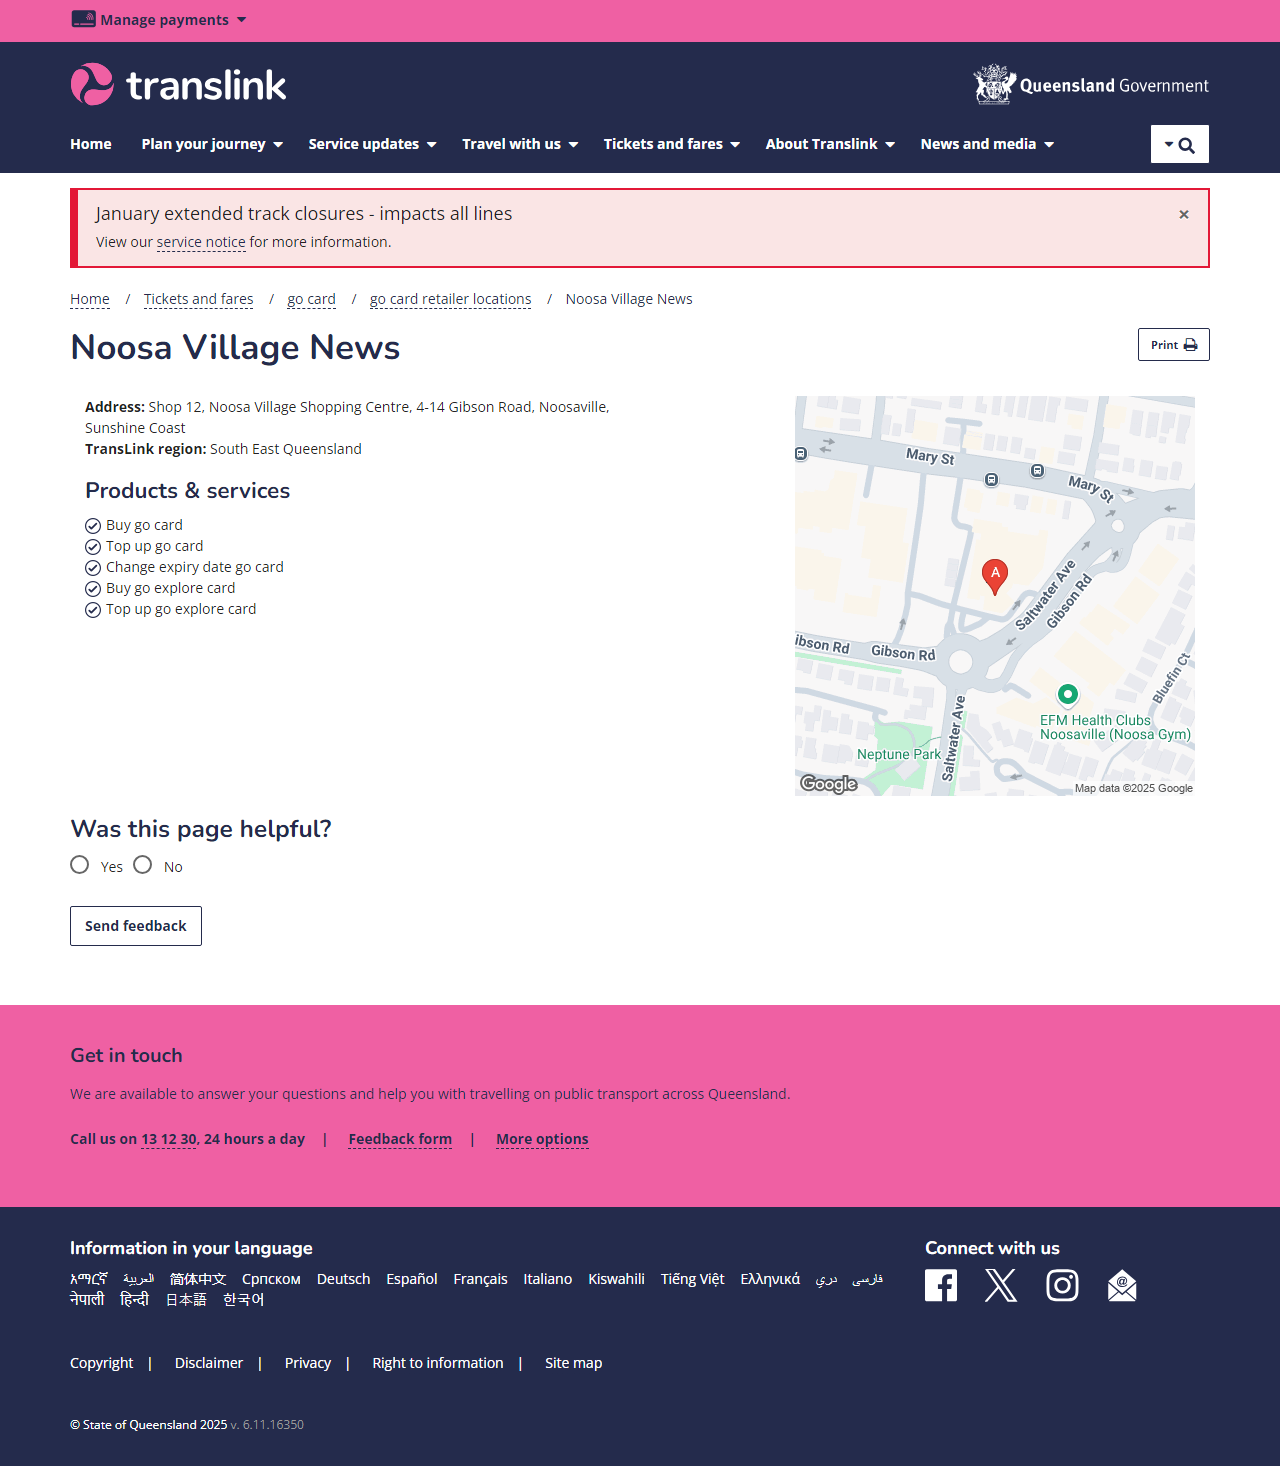 Manage payments
translink
Queensland Government
Home Plan your journey Service updates Travel with us Tickets and fares About Translink News and media
January extended track closures - impacts all lines
×
View our service notice for more information.
Home / Tickets and fares / go card / go card retailer locations / Noosa Village News
Noosa Village News
Print
Address: Shop 12, Noosa Village Shopping Centre, 4-14 Gibson Road, Noosaville,
Sunshine Coast
TransLink region: South East Queensland
Products & services
Buy go card
Top up go card
Change expiry date go card
Buy go explore card
Top up go explore card
Mary St
Mary St
A
Saltwater Ave
Gibson Rd
ibson Rd
Gibson Rd
Bluefin Ct
EFM Health Clubs
Noosaville (Noosa Gym)
Saltwater Ave
Neptune Park
Google
Map data ©2025 Google
Was this page helpful?
Yes No
Send feedback
Get in touch
We are available to answer your questions and help you with travelling on public transport across Queensland.
Call us on 13 12 30, 24 hours a day | Feedback form | More options
Information in your language
አማርኛ العربية 简体中文 Српском Deutsch Español Français Italiano Kiswahili Tiếng Việt Ελληνικά دري فارسی
नेपाली हिन्दी 日本語 한국어
Connect with us
@
Copyright | Disclaimer | Privacy | Right to information | Site map
© State of Queensland 2025 v. 6.11.16350